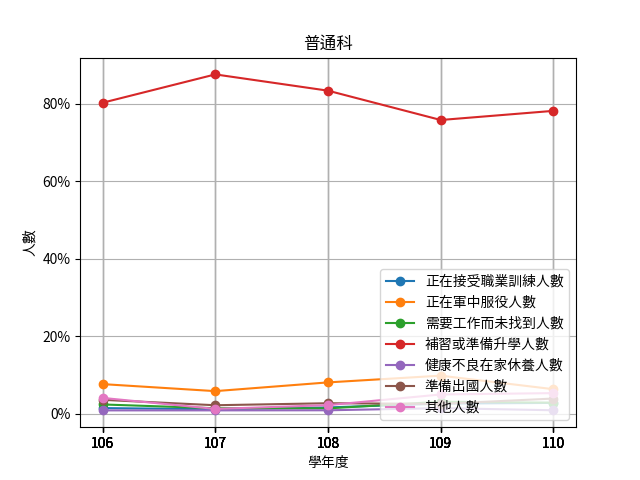 普通科
80%
60%
40%
20%
0%
人數
正在接受職業訓練人數
正在軍中服役人數
需要工作而未找到人數
補習或準備升學人數
健康不良在家休養人數
準備出國人數
其他人數
106 107 108 109 110
學年度